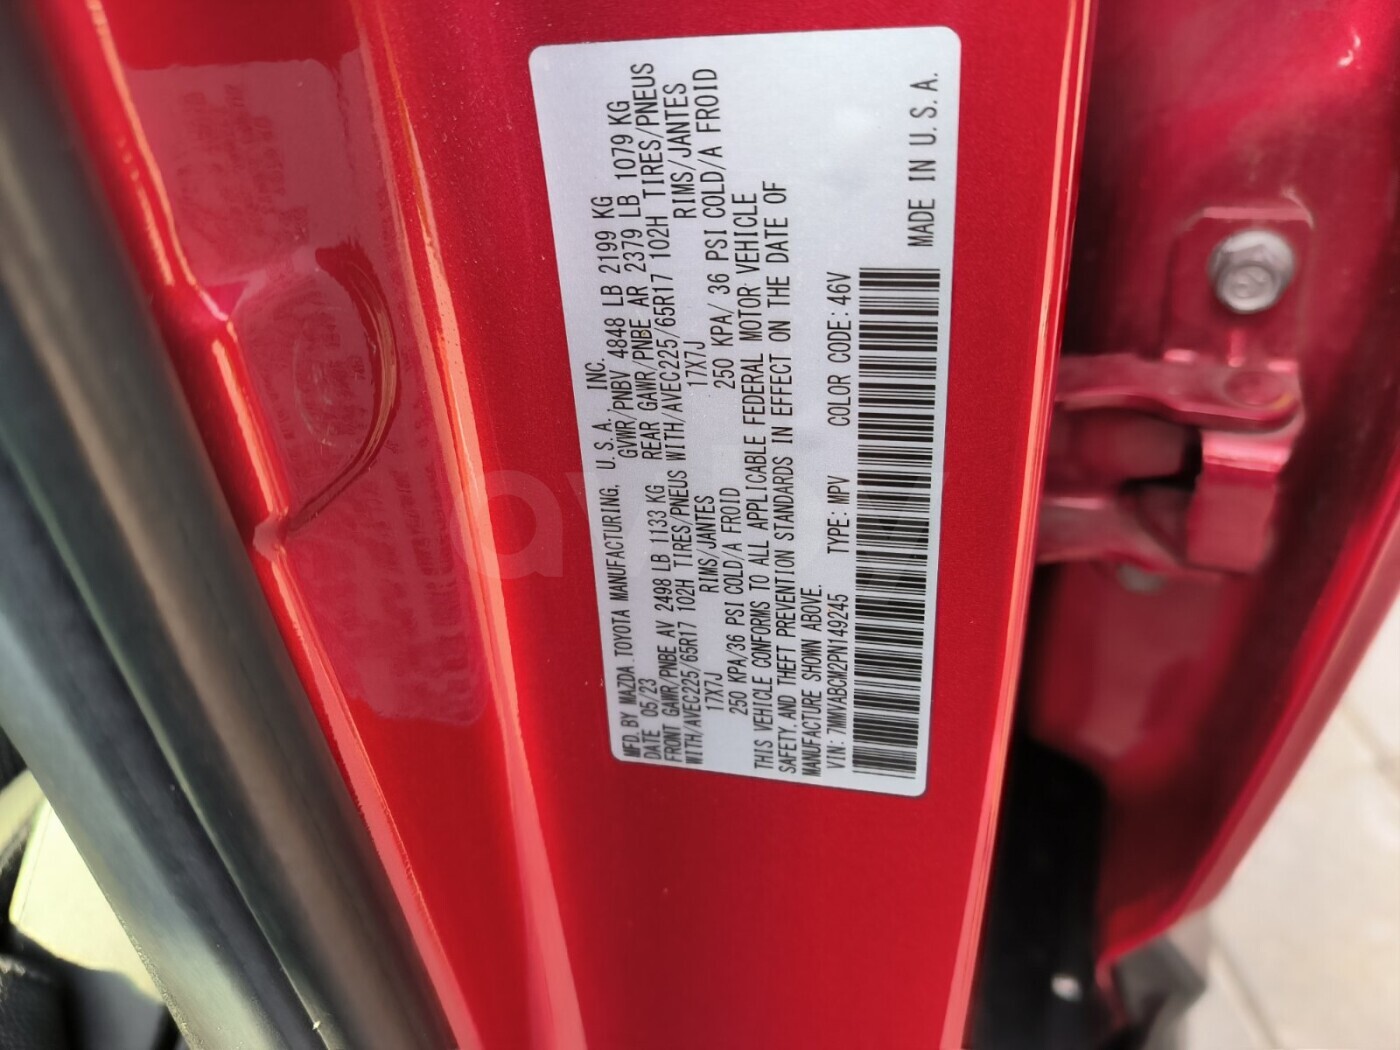 MFD. BY MAZDA TOYOTA MANUFACTURING, U. S. A., INC.
DATE 05/23 GVWR/PNBV 4848 LB 2199 KG
FRONT GAWR/PNBE AV 2498 LB 1133 KG REAR GAWR/PNBE AR 2379 LB 1079 KG
WITH/AVEC225/65R17 102H TIRES/PNEUS WITH/AVEC225/65R17 102H TIRES/PNEUS
17X7J RIMS/JANTES 17X7J RIMS/JANTES
250 KPA/36 PSI COLD/A FROID 250 KPA/ 36 PSI COLD/A FROID
THIS VEHICLE CONFORMS TO ALL APPLICABLE FEDERAL MOTOR VEHICLE
SAFETY, AND THEFT PREVENTION STANDARDS IN EFFECT ON THE DATE OF
MANUFACTURE SHOWN ABOVE.
VIN: 7MMVABCM2PN149245 TYPE: MPV COLOR CODE: 46V
MADE IN U. S. A.